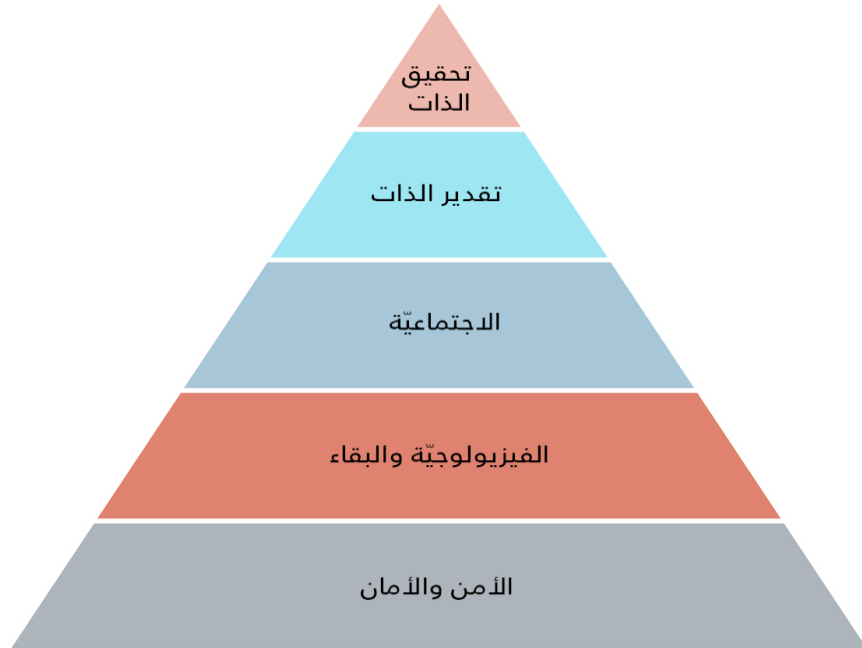 تحقيق
الذات
تقدير الذات
الاجتماعيّة
الفيزيولوجيّة والبقاء
الأمن والأمان